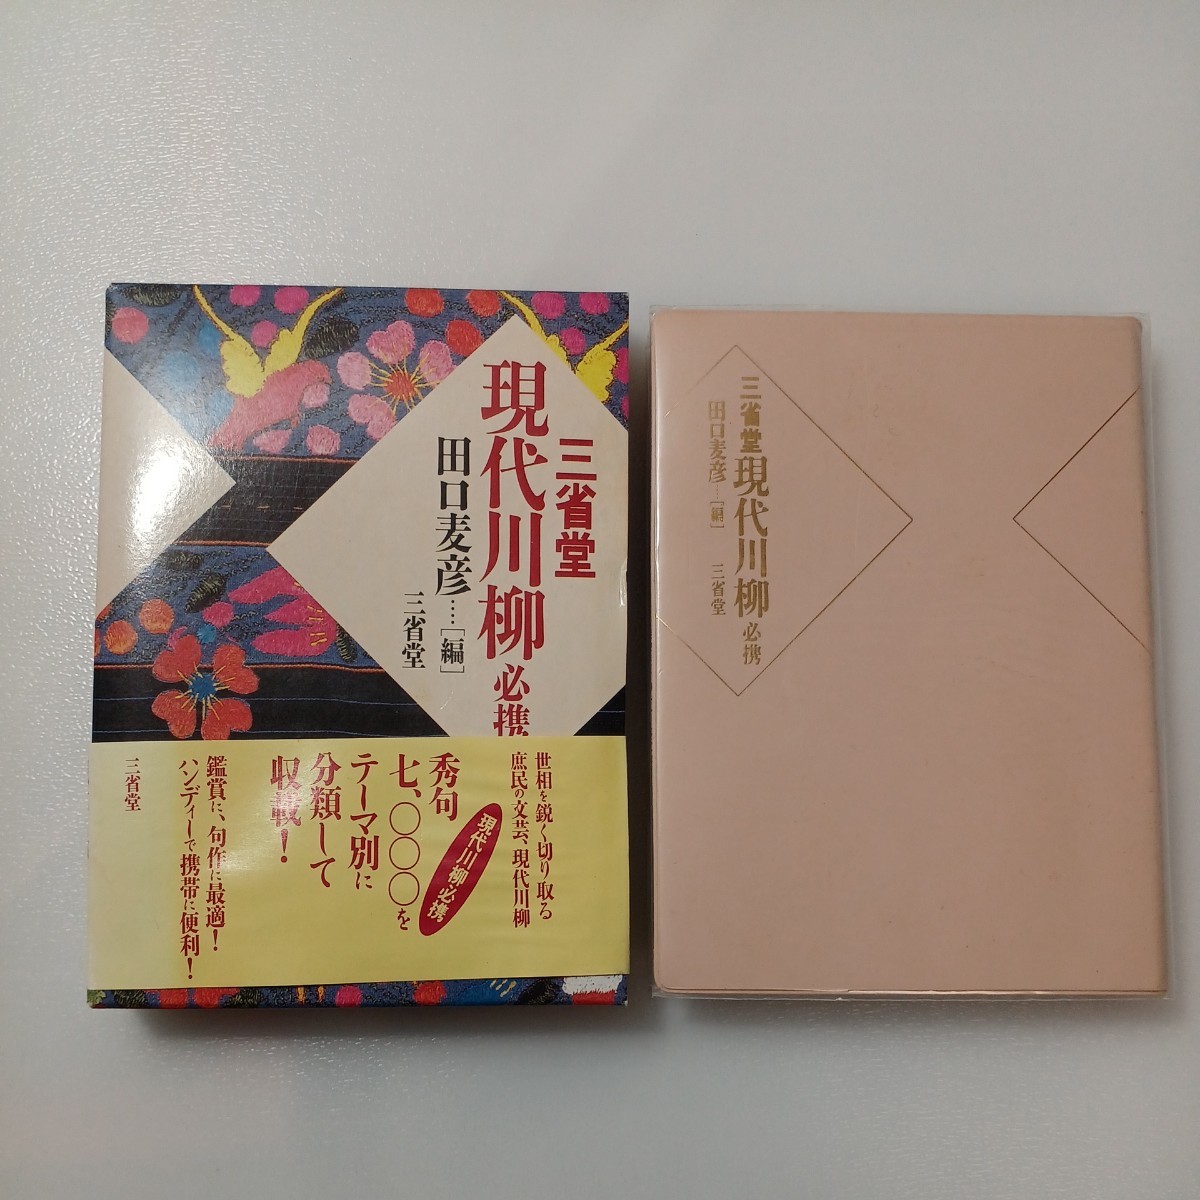 三省堂
現代川柳必携
田口麦彦……[編]
三省堂
世相を鋭く切り取る
庶民の文芸、現代川柳
現代川柳必携
秀句
七、〇〇〇を
テーマ別に
分類して
収載！
鑑賞に、句作に最適！
ハンディーで携帯に便利！
三省堂
三省堂現代川柳必携
田口麦彦……[編]
三省堂